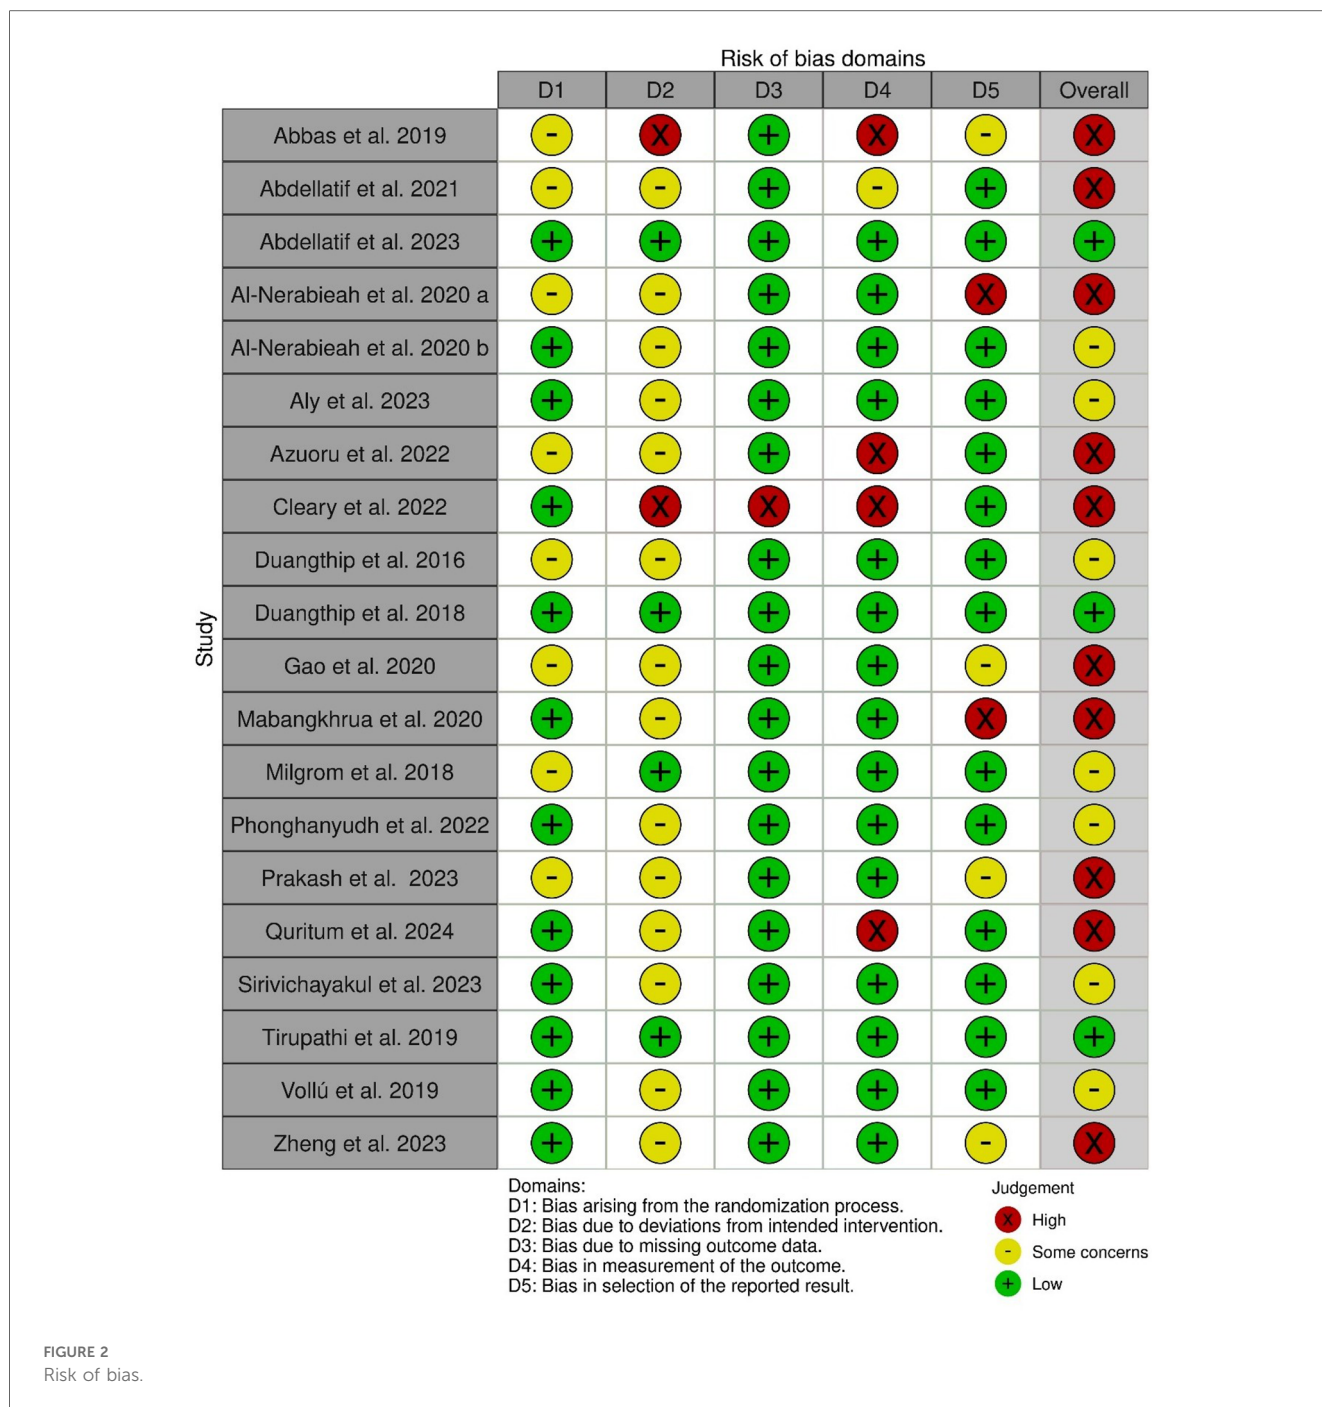 Risk of bias domains
D1 D2 D3 D4 D5 Overall
Study
Abbas et al. 2019 - X + X - X
Abdellatif et al. 2021 - - + - + X
Abdellatif et al. 2023 + + + + + +
Al-Nerabieah et al. 2020 a - - + + X X
Al-Nerabieah et al. 2020 b + - + + + -
Aly et al. 2023 + - + + + -
Azuoru et al. 2022 - - + X + X
Cleary et al. 2022 + X X X + X
Duangthip et al. 2016 - - + + + -
Duangthip et al. 2018 + + + + + +
Gao et al. 2020 - - + + - X
Mabangkhrua et al. 2020 + - + + X X
Milgrom et al. 2018 - + + + + -
Phonghanyudh et al. 2022 + - + + + -
Prakash et al. 2023 - - + + - X
Quritum et al. 2024 + - + X + X
Sirivichayakul et al. 2023 + - + + + -
Tirupathi et al. 2019 + + + + + +
Vollú et al. 2019 + - + + + -
Zheng et al. 2023 + - + + - X
Domains:
D1: Bias arising from the randomization process.
D2: Bias due to deviations from intended intervention.
D3: Bias due to missing outcome data.
D4: Bias in measurement of the outcome.
D5: Bias in selection of the reported result.
Judgement
X High
- Some concerns
+ Low
FIGURE 2
Risk of bias.